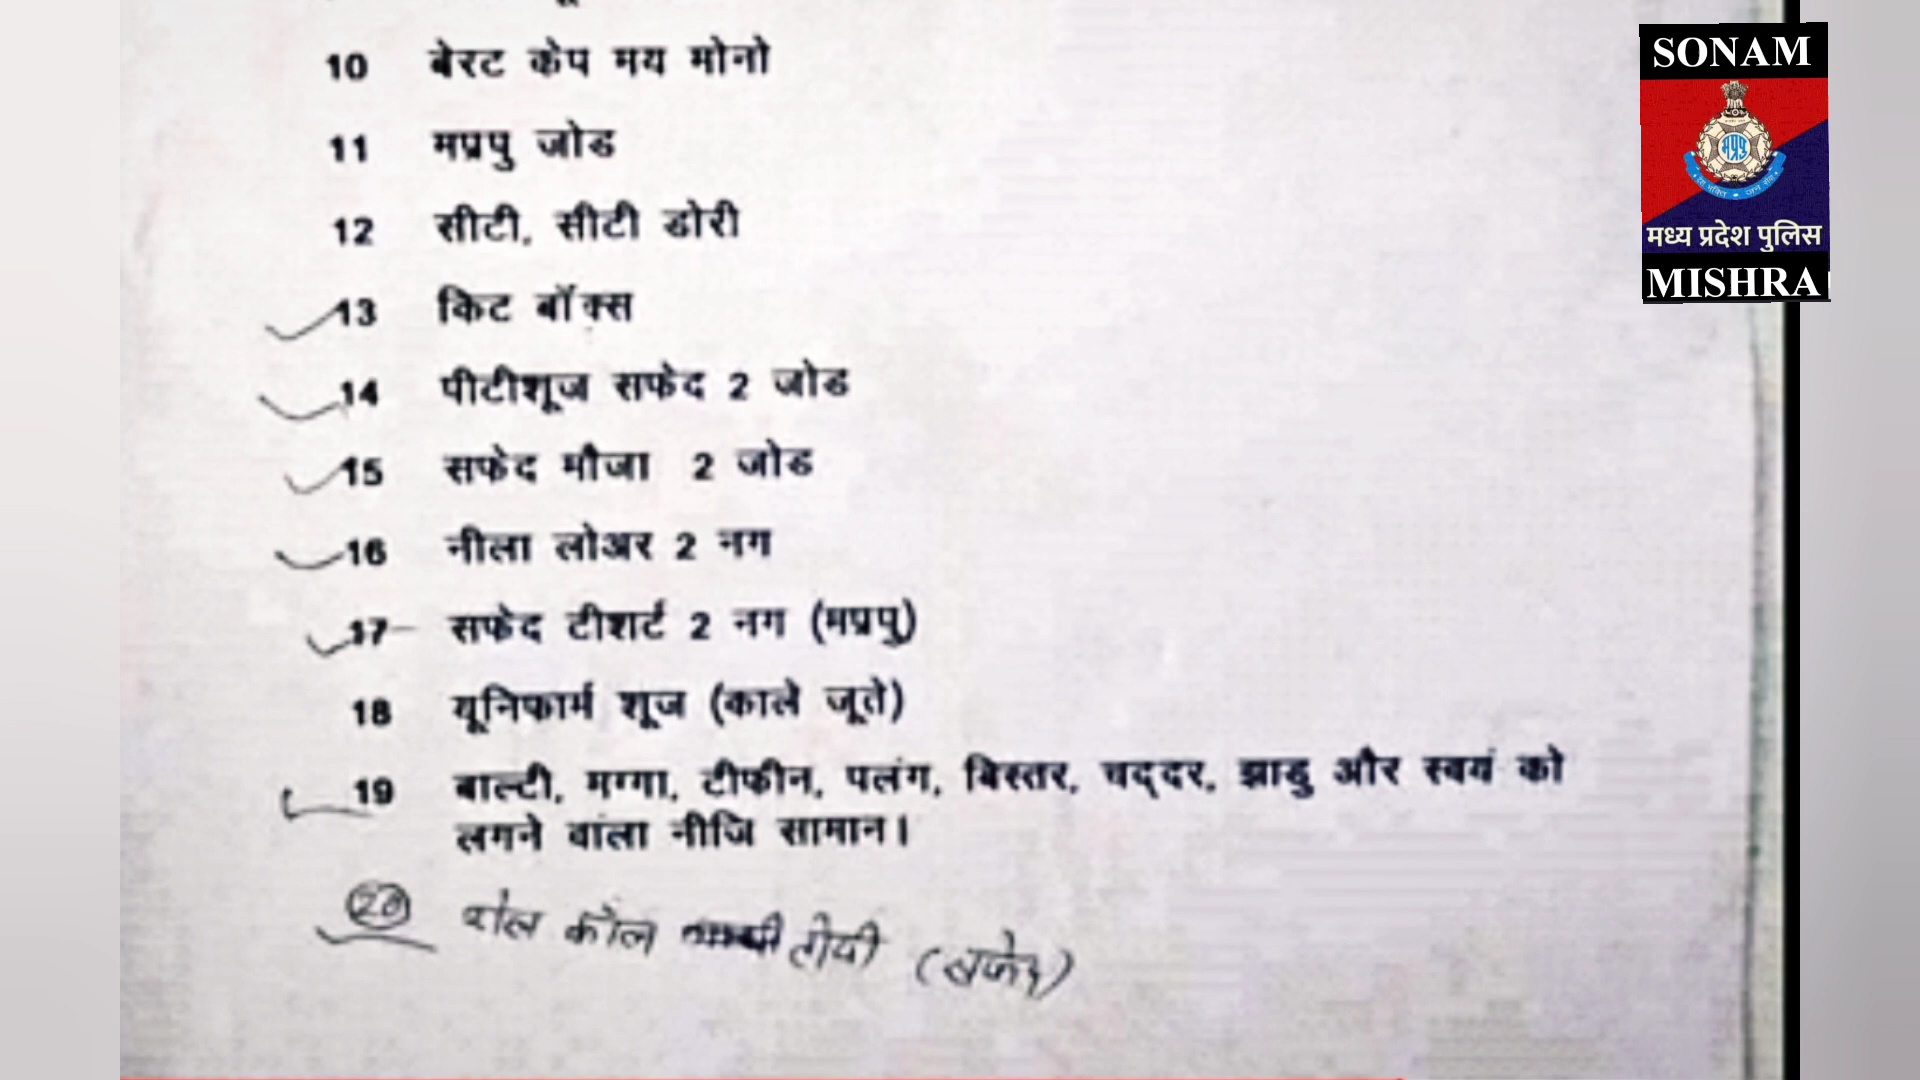 10 बेरट केप मय मोनो
11 मप्रपु जोड
12 सीटी, सीटी डोरी
13 किट बॉक्स
14 पीटीशूज सफेद 2 जोड
15 सफेद मौजा 2 जोड
16 नीला लोअर 2 नग
17 सफेद टीशर्ट 2 नग (मप्रपु)
18 यूनिफार्म शूज (काले जूते)
19 बाल्टी, मग्गा, टीफीन, पलंग, बिस्तर, चद्दर, झाडु और स्वयं को
लगने वाला नीजि सामान।
20 कौल टोपी (सफेद)
SONAM
मप्रपु
मध्य प्रदेश पुलिस
MISHRA